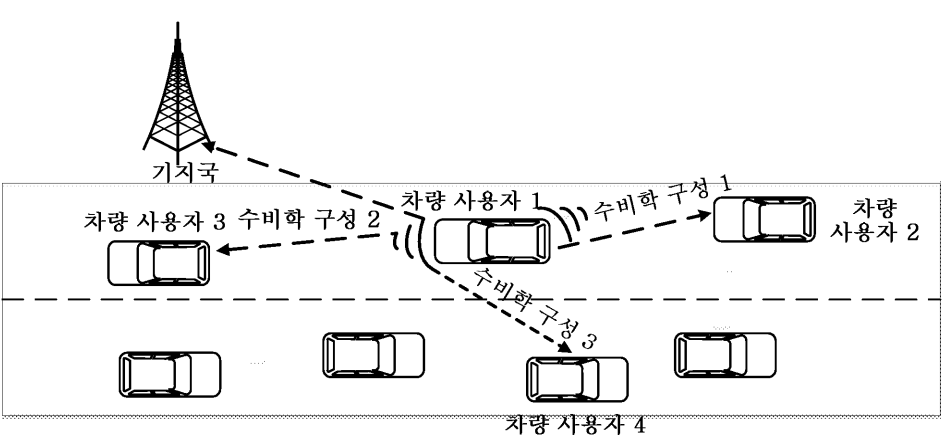 기지국
차량 사용자 1
수비학 구성 1
차량
사용자 2
차량 사용자 3
수비학 구성 2
수비학 구성 3
차량 사용자 4